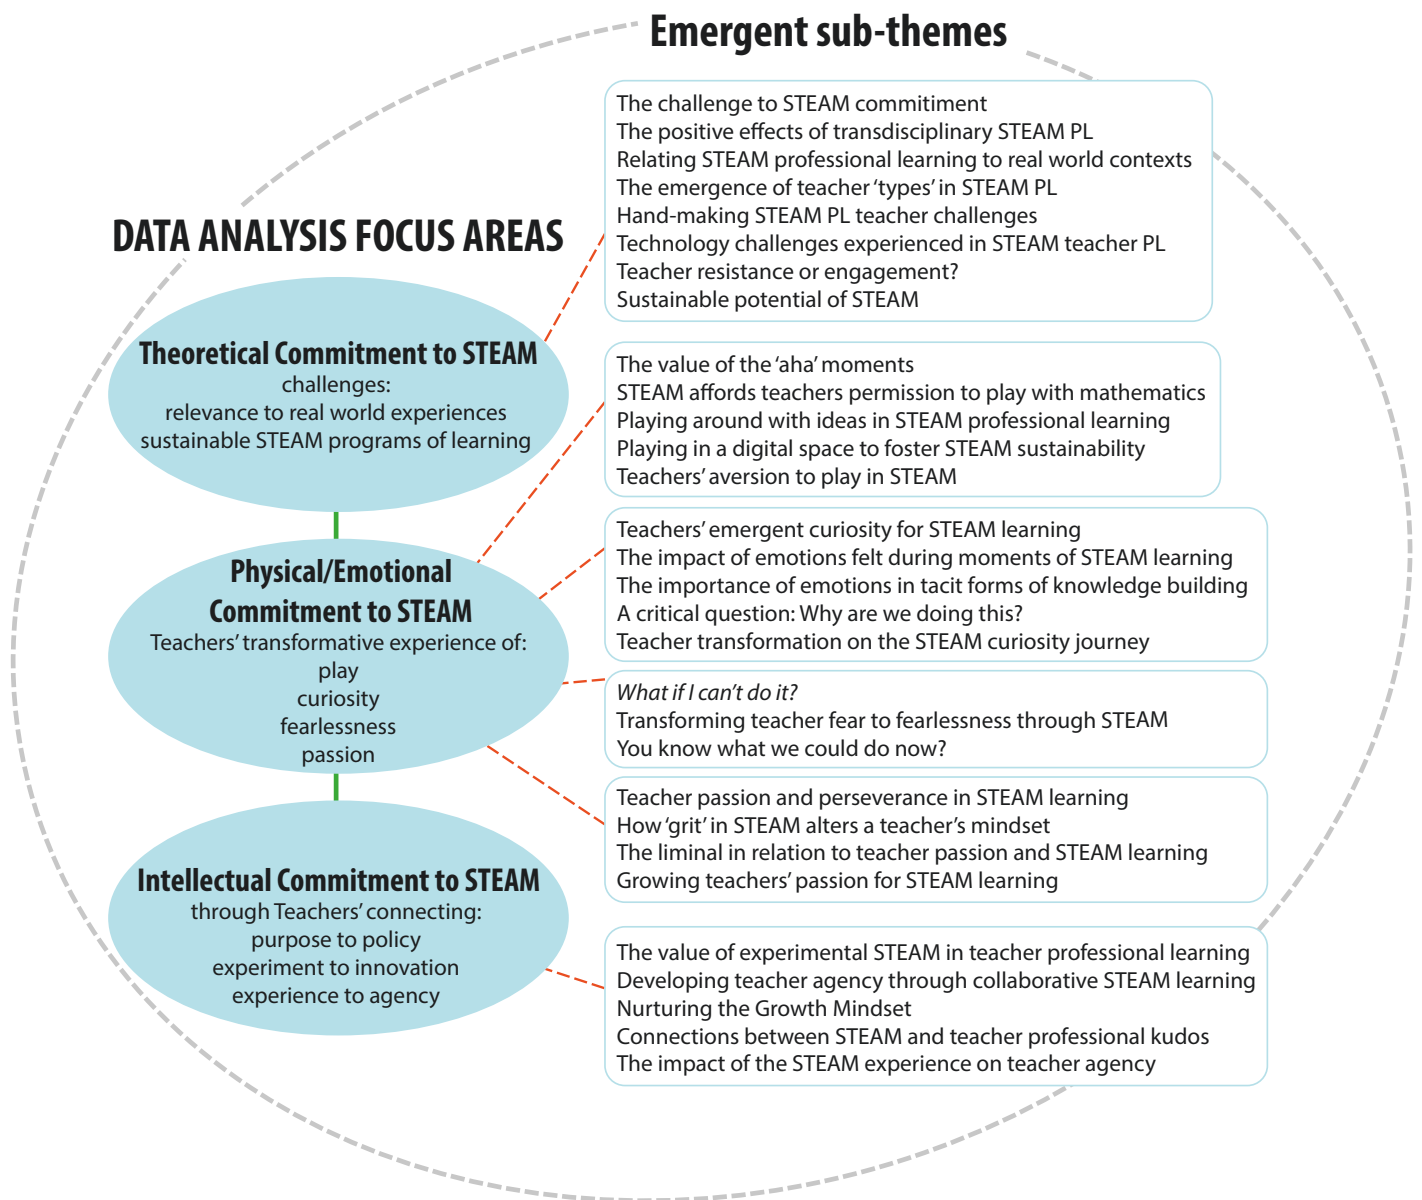 Emergent sub-themes
DATA ANALYSIS FOCUS AREAS
Theoretical Commitment to STEAM
challenges:
relevance to real world experiences
sustainable STEAM programs of learning
Physical/Emotional
Commitment to STEAM
Teachers' transformative experience of:
play
curiosity
fearlessness
passion
Intellectual Commitment to STEAM
through Teachers' connecting:
purpose to policy
experiment to innovation
experience to agency
The challenge to STEAM commitiment
The positive effects of transdisciplinary STEAM PL
Relating STEAM professional learning to real world contexts
The emergence of teacher 'types' in STEAM PL
Hand-making STEAM PL teacher challenges
Technology challenges experienced in STEAM teacher PL
Teacher resistance or engagement?
Sustainable potential of STEAM
The value of the 'aha' moments
STEAM affords teachers permission to play with mathematics
Playing around with ideas in STEAM professional learning
Playing in a digital space to foster STEAM sustainability
Teachers' aversion to play in STEAM
Teachers' emergent curiosity for STEAM learning
The impact of emotions felt during moments of STEAM learning
The importance of emotions in tacit forms of knowledge building
A critical question: Why are we doing this?
Teacher transformation on the STEAM curiosity journey
What if I can't do it?
Transforming teacher fear to fearlessness through STEAM
You know what we could do now?
Teacher passion and perseverance in STEAM learning
How 'grit' in STEAM alters a teacher's mindset
The liminal in relation to teacher passion and STEAM learning
Growing teachers' passion for STEAM learning
The value of experimental STEAM in teacher professional learning
Developing teacher agency through collaborative STEAM learning
Nurturing the Growth Mindset
Connections between STEAM and teacher professional kudos
The impact of the STEAM experience on teacher agency